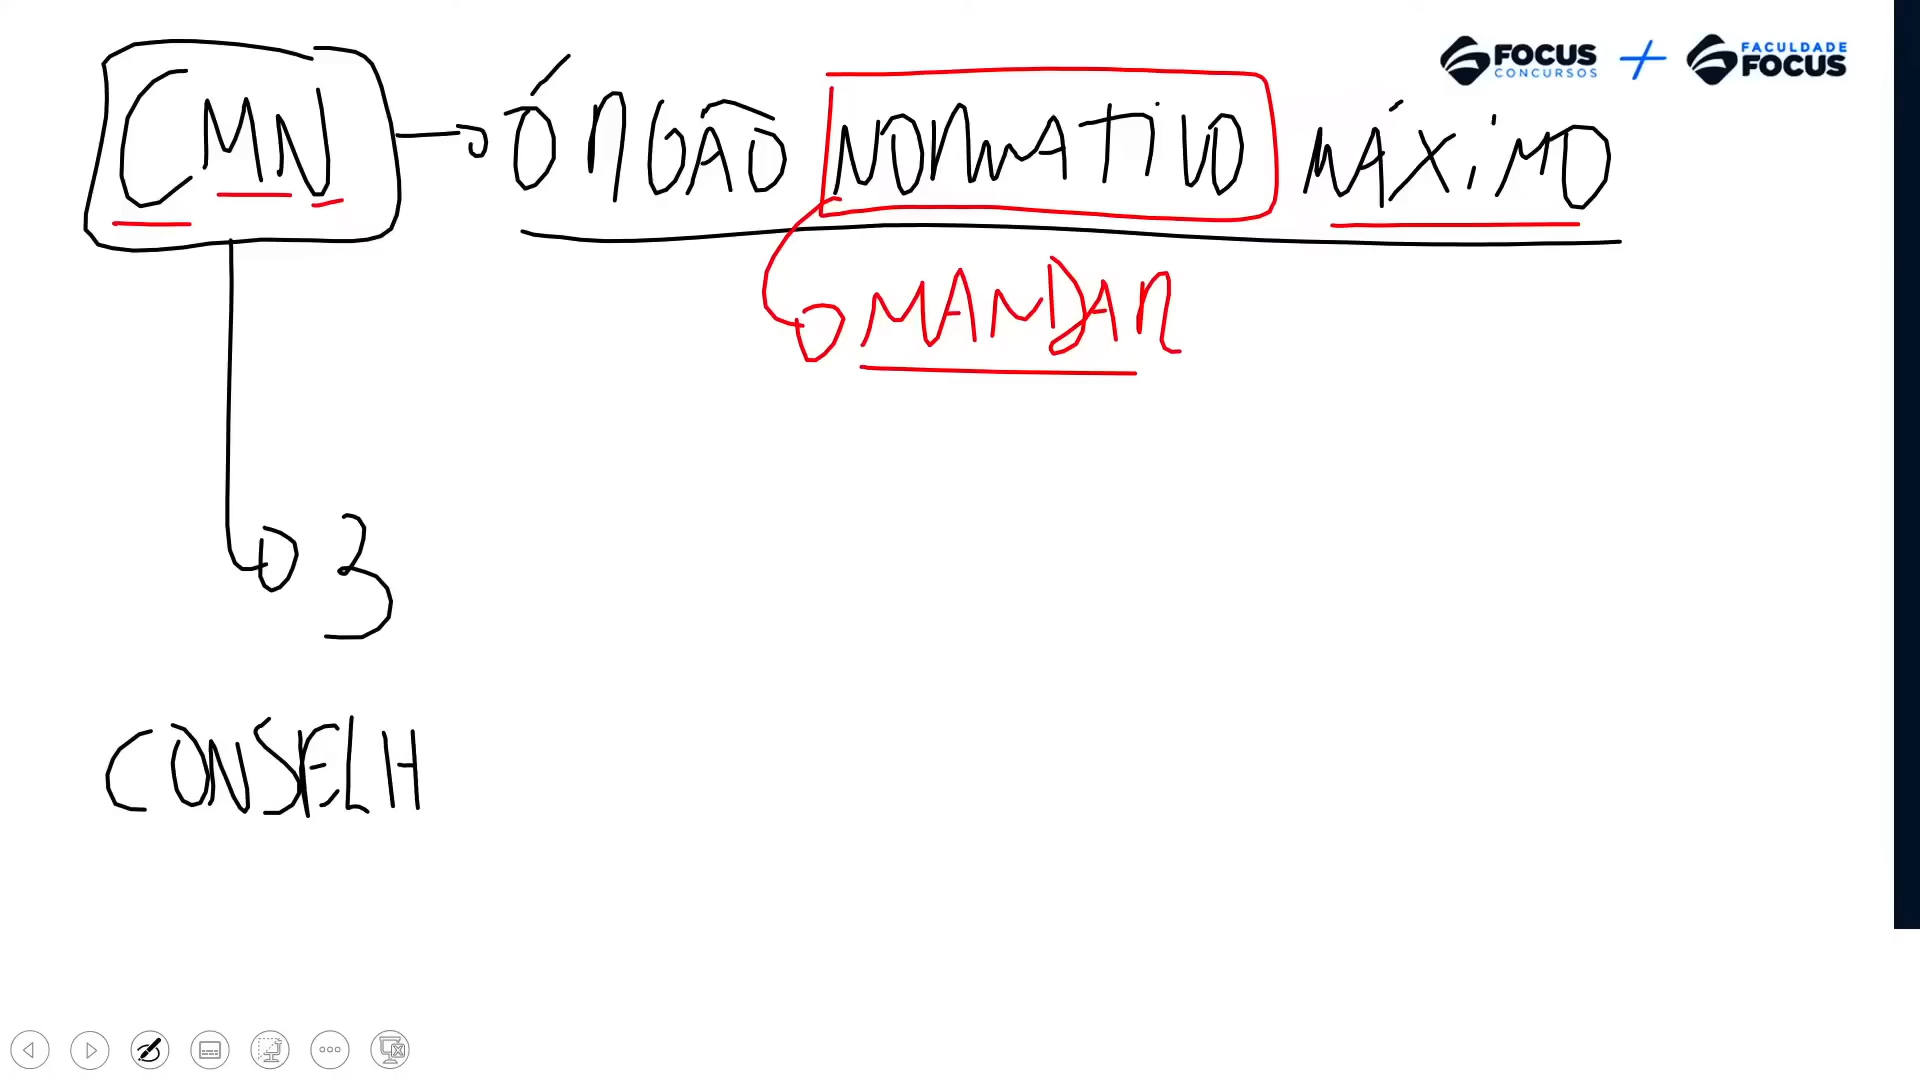 FOCUS CONCURSOS + FACULDADE FOCUS
CMN ÓRGÃO NORMATIVO MÁXIMO
MANDAR
3
CONSELH